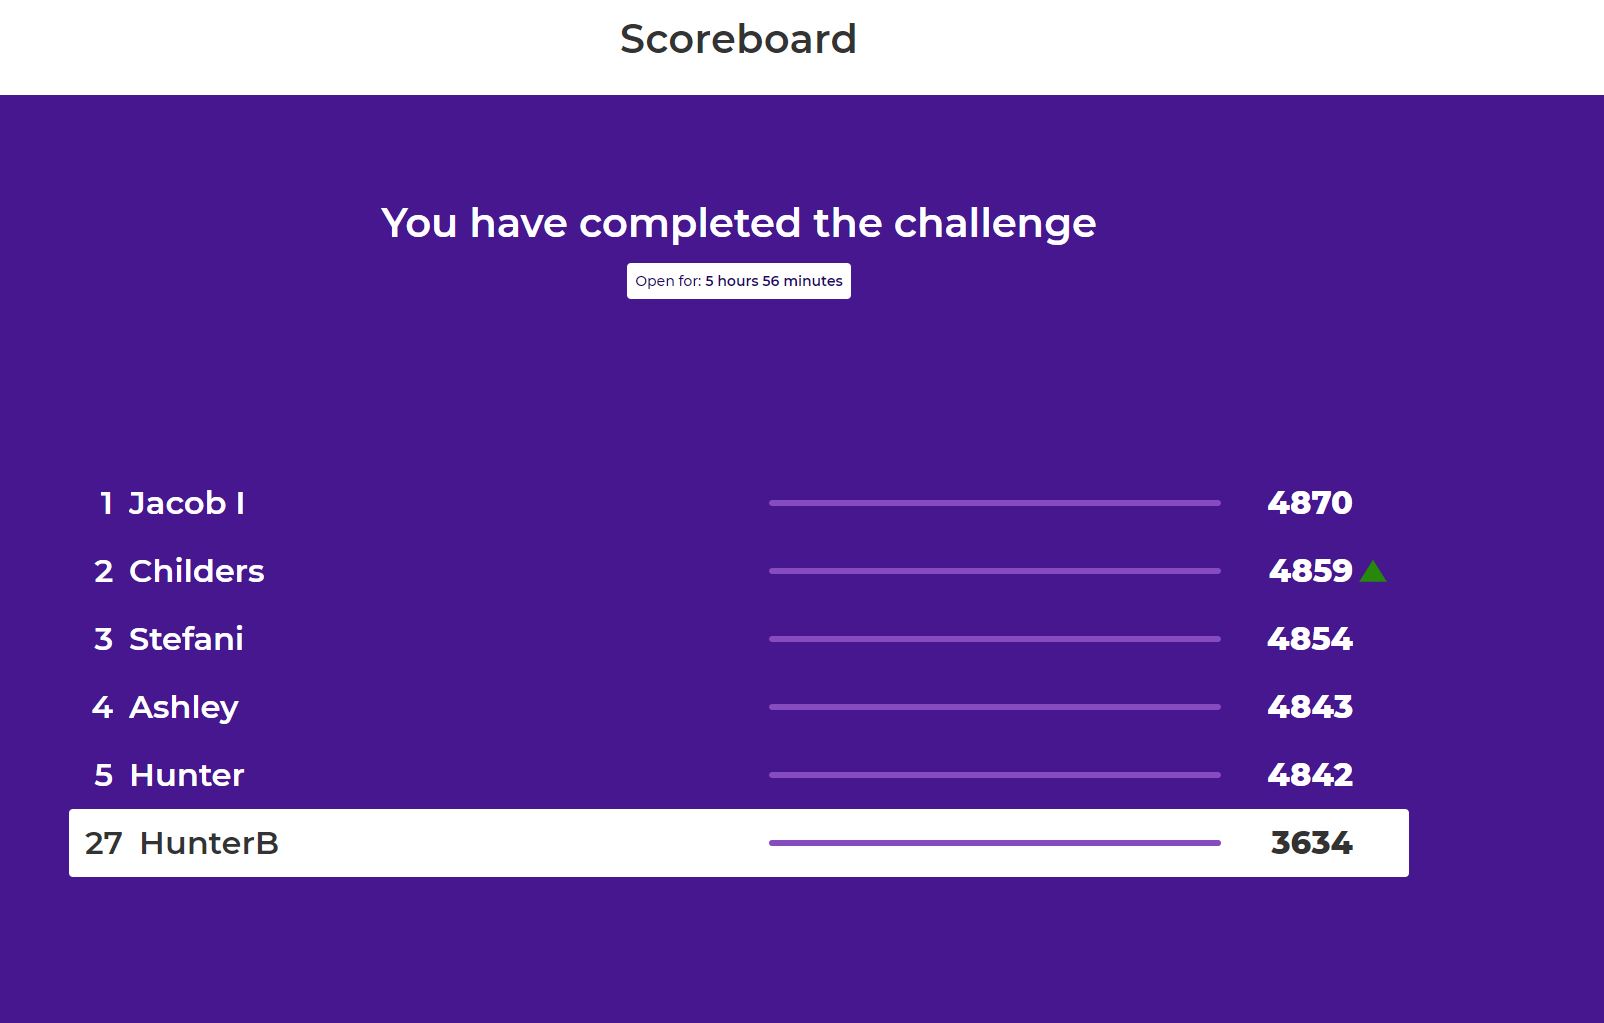 Scoreboard
You have completed the challenge
Open for: 5 hours 56 minutes
1 Jacob I 4870
2 Childers 4859
3 Stefani 4854
4 Ashley 4843
5 Hunter 4842
27 HunterB 3634